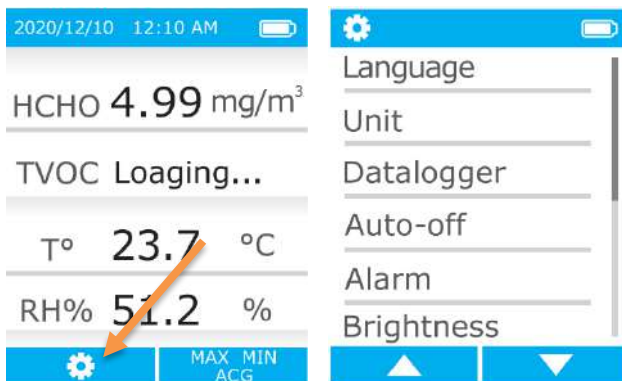 2020/12/10 12:10 AM
HCHO 4.99 mg/m³
TVOC Loaging...
T° 23.7 °C
RH% 51.2 %
MAX MIN
ACG
Language
Unit
Datalogger
Auto-off
Alarm
Brightness